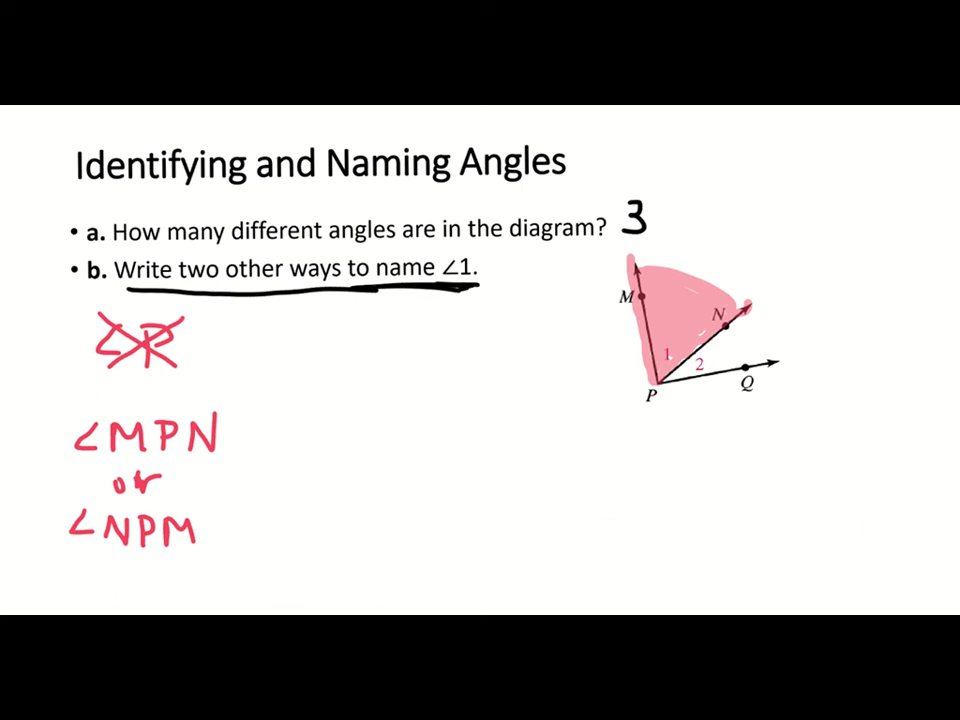 Identifying and Naming Angles
• a. How many different angles are in the diagram? 3
• b. Write two other ways to name ∠1.
∠P
∠MPN
or
∠NPM
M
N
1
2
P
Q